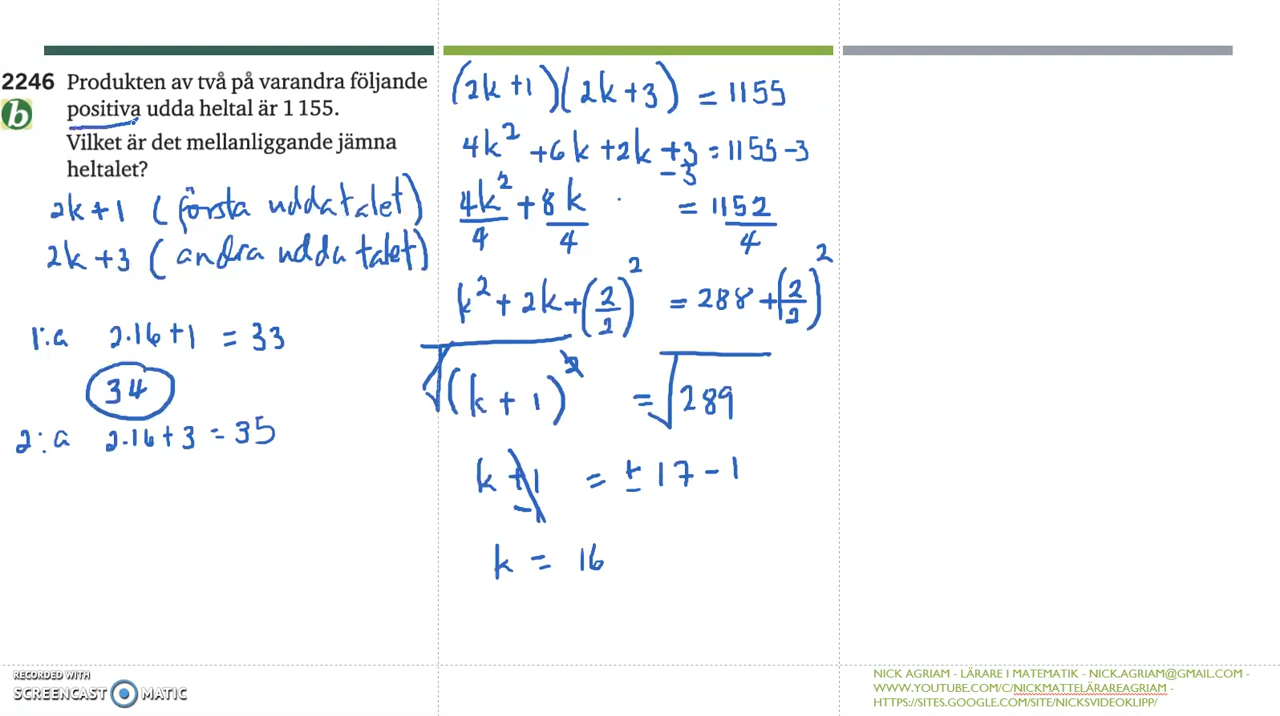 2246 Produkten av två på varandra följande
b positiva udda heltal är 1 155.
Vilket är det mellanliggande jämna
heltalet?
2k+1 (första udda talet)
2k+3 (andra udda talet)
1:a 2·16+1 = 33
34
2:a 2·16+3 = 35
(2k+1)(2k+3) = 1155
4k² +6k +2k +3 = 1155 -3
-3
4k²/4 + 8k/4 = 1152/4
k² + 2k + (2/2)² = 288 + (2/2)²
√(k+1)² = √289
k +1 = ± 17 - 1
-1
k = 16
RECORDED WITH
SCREENCAST MATIC
NICK AGRIAM - LÄRARE I MATEMATIK - NICK.AGRIAM@GMAIL.COM -
WWW.YOUTUBE.COM/C/NICKMATTELÄRAREAGRIAM -
HTTPS://SITES.GOOGLE.COM/SITE/NICKSVIDEOKLIPP/